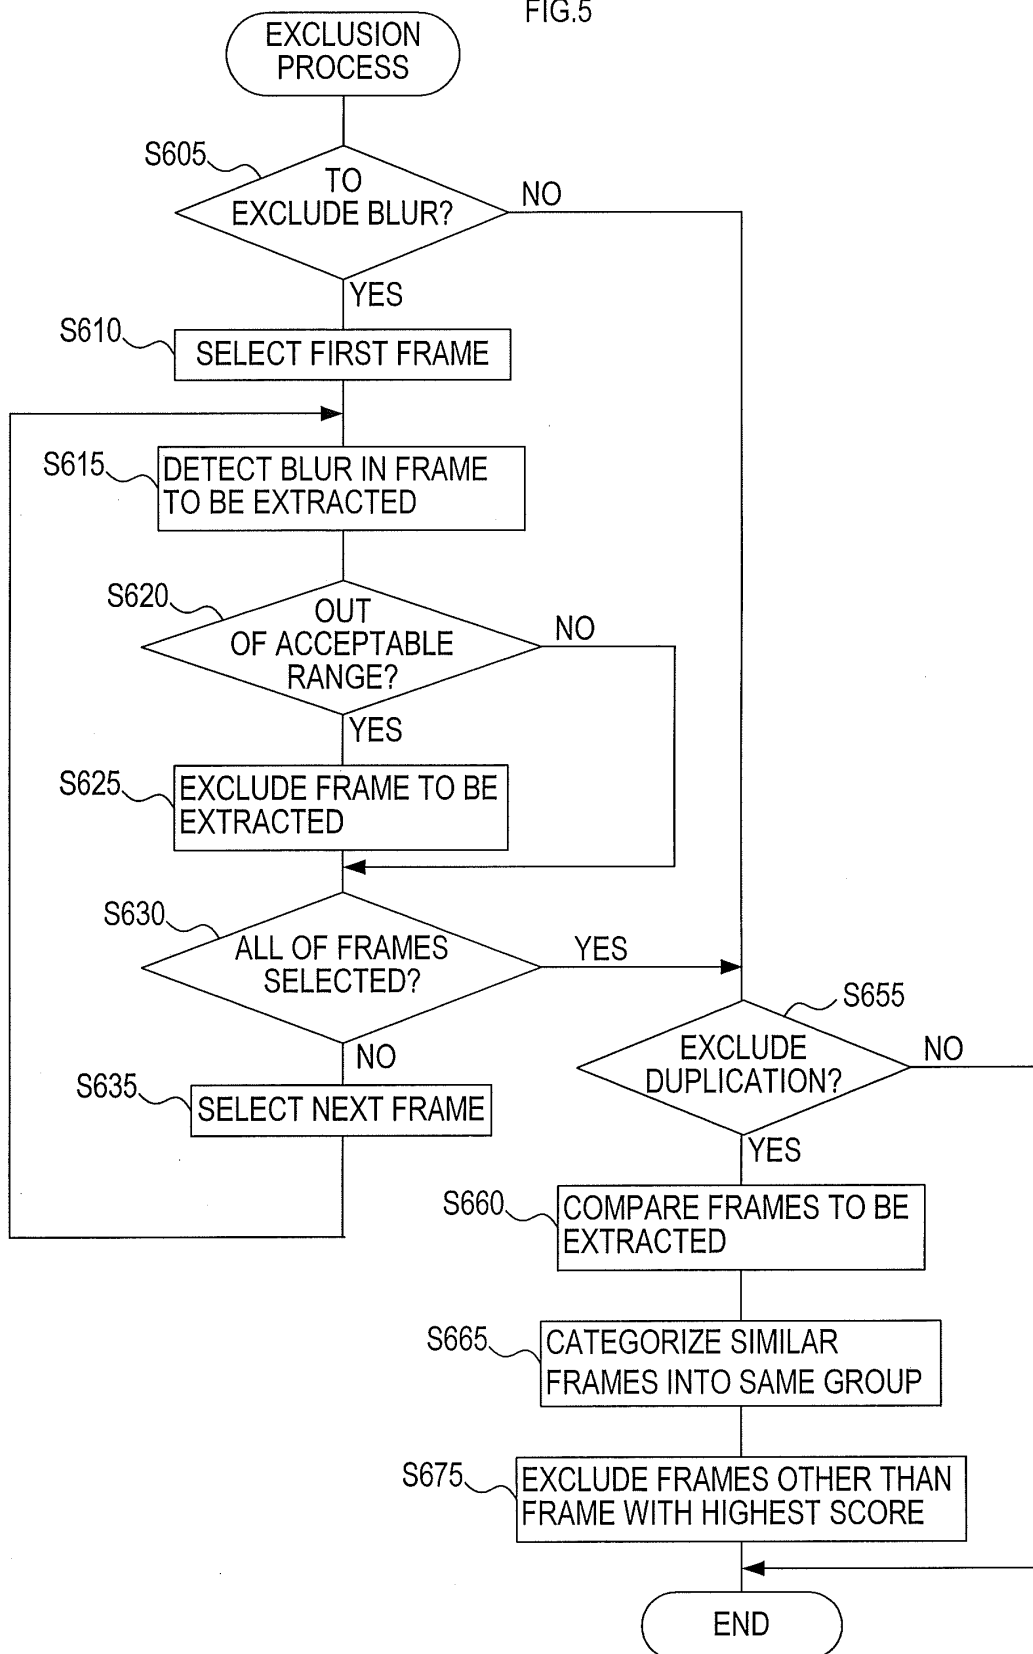 FIG.5
EXCLUSION
PROCESS
S605
TO
EXCLUDE BLUR?
NO
YES
S610
SELECT FIRST FRAME
S615
DETECT BLUR IN FRAME
TO BE EXTRACTED
S620
OUT
OF ACCEPTABLE
RANGE?
NO
YES
S625
EXCLUDE FRAME TO BE
EXTRACTED
S630
ALL OF FRAMES
SELECTED?
YES
NO
S635
SELECT NEXT FRAME
S655
EXCLUDE
DUPLICATION?
NO
YES
S660
COMPARE FRAMES TO BE
EXTRACTED
S665
CATEGORIZE SIMILAR
FRAMES INTO SAME GROUP
S675
EXCLUDE FRAMES OTHER THAN
FRAME WITH HIGHEST SCORE
END